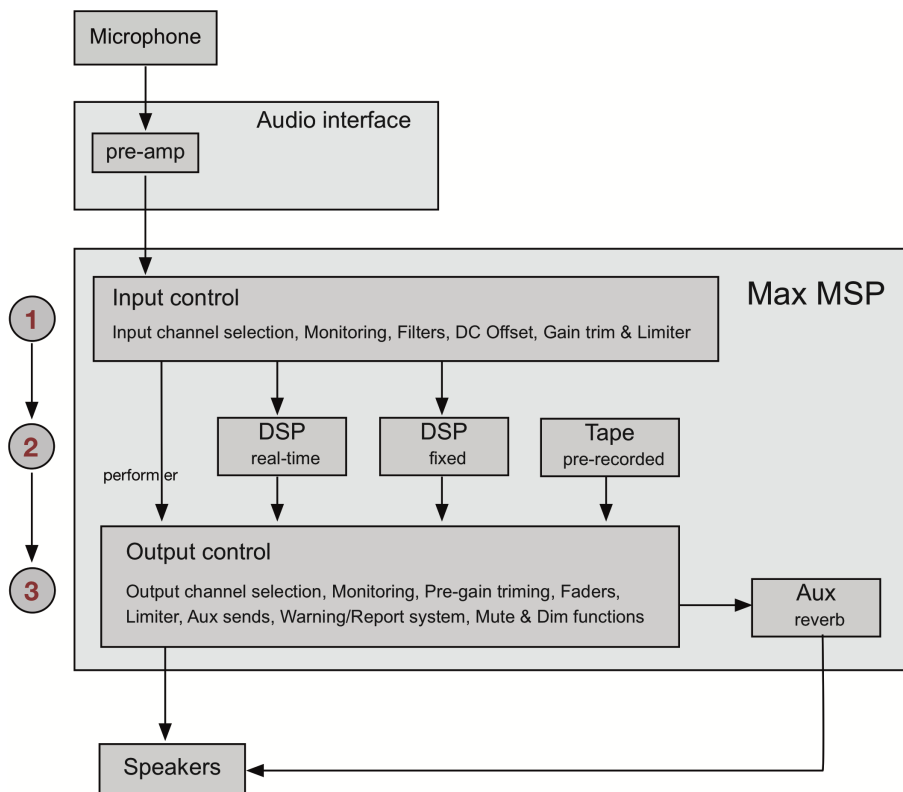 Microphone
Audio interface
pre-amp
Max MSP
Input control
Input channel selection, Monitoring, Filters, DC Offset, Gain trim & Limiter
1
DSP
real-time
DSP
fixed
Tape
pre-recorded
2
performer
Output control
Output channel selection, Monitoring, Pre-gain triming, Faders,
Limiter, Aux sends, Warning/Report system, Mute & Dim functions
3
Aux
reverb
Speakers